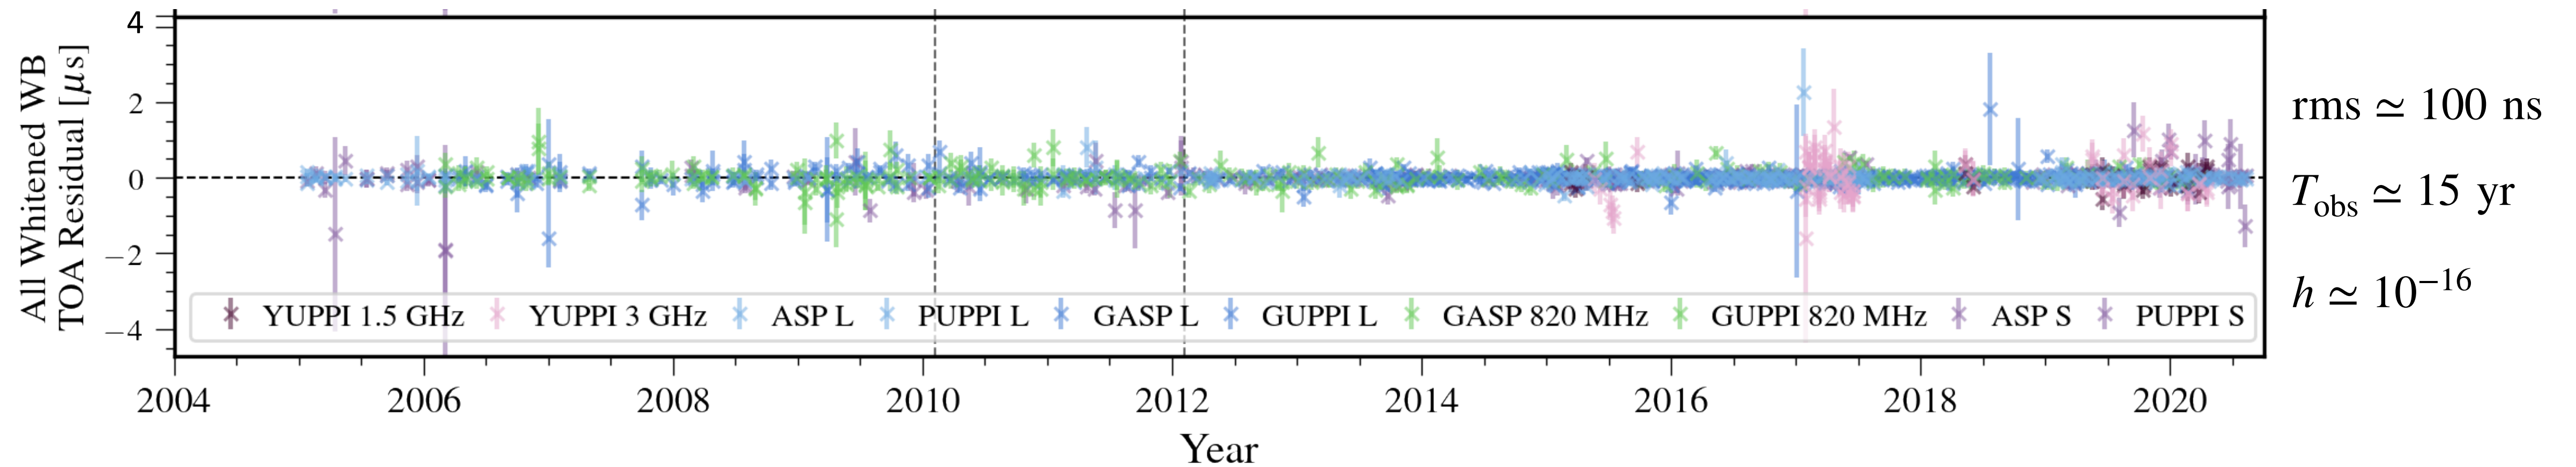 All Whitened WB
TOA Residual [μs]
4
2
0
−2
−4
YUPPI 1.5 GHz YUPPI 3 GHz ASP L PUPPI L GASP L GUPPI L GASP 820 MHz GUPPI 820 MHz ASP S PUPPI S
2004 2006 2008 2010 2012 2014 2016 2018 2020
Year
rms ≃ 100 ns
T_obs ≃ 15 yr
h ≃ 10^{−16}